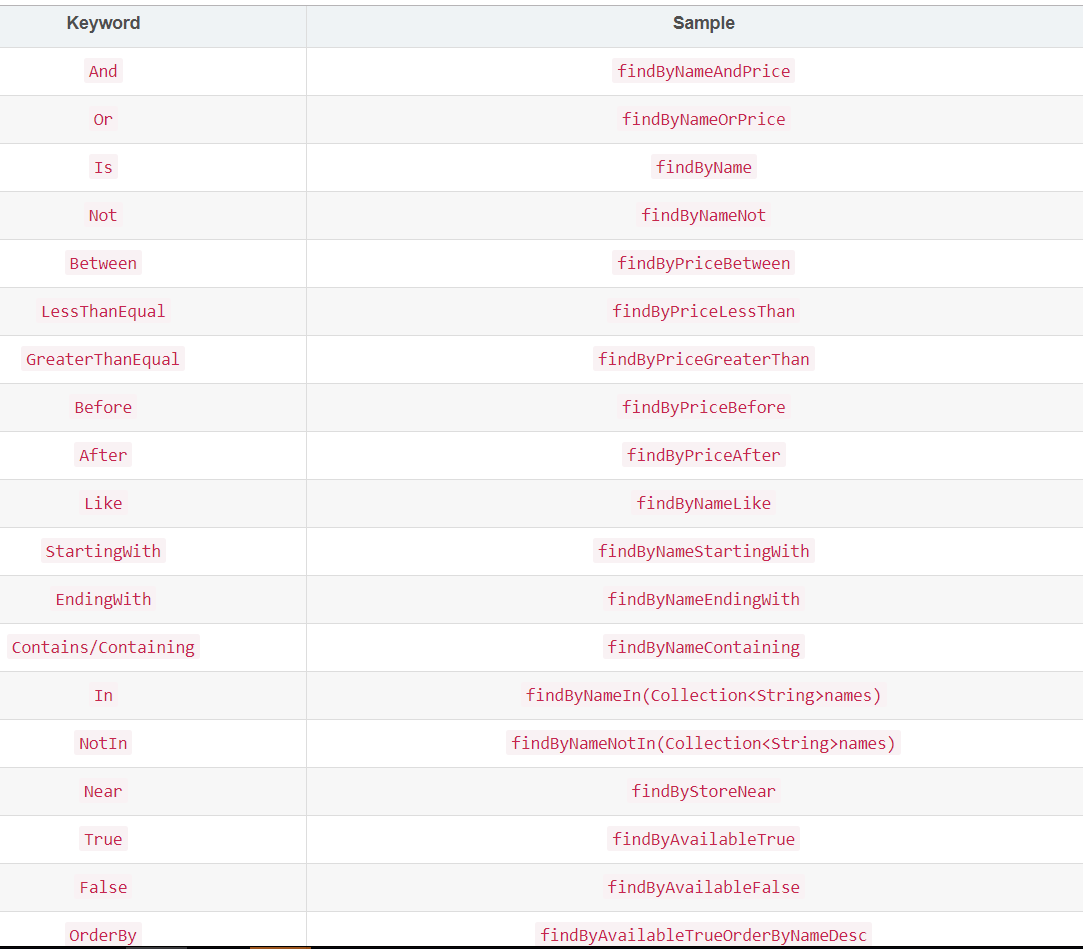 Keyword Sample
And findByNameAndPrice
Or findByNameOrPrice
Is findByName
Not findByNameNot
Between findByPriceBetween
LessThanEqual findByPriceLessThan
GreaterThanEqual findByPriceGreaterThan
Before findByPriceBefore
After findByPriceAfter
Like findByNameLike
StartingWith findByNameStartingWith
EndingWith findByNameEndingWith
Contains/Containing findByNameContaining
In findByNameIn(Collection<String>names)
NotIn findByNameNotIn(Collection<String>names)
Near findByStoreNear
True findByAvailableTrue
False findByAvailableFalse
OrderBy findByAvailableTrueOrderByNameDesc